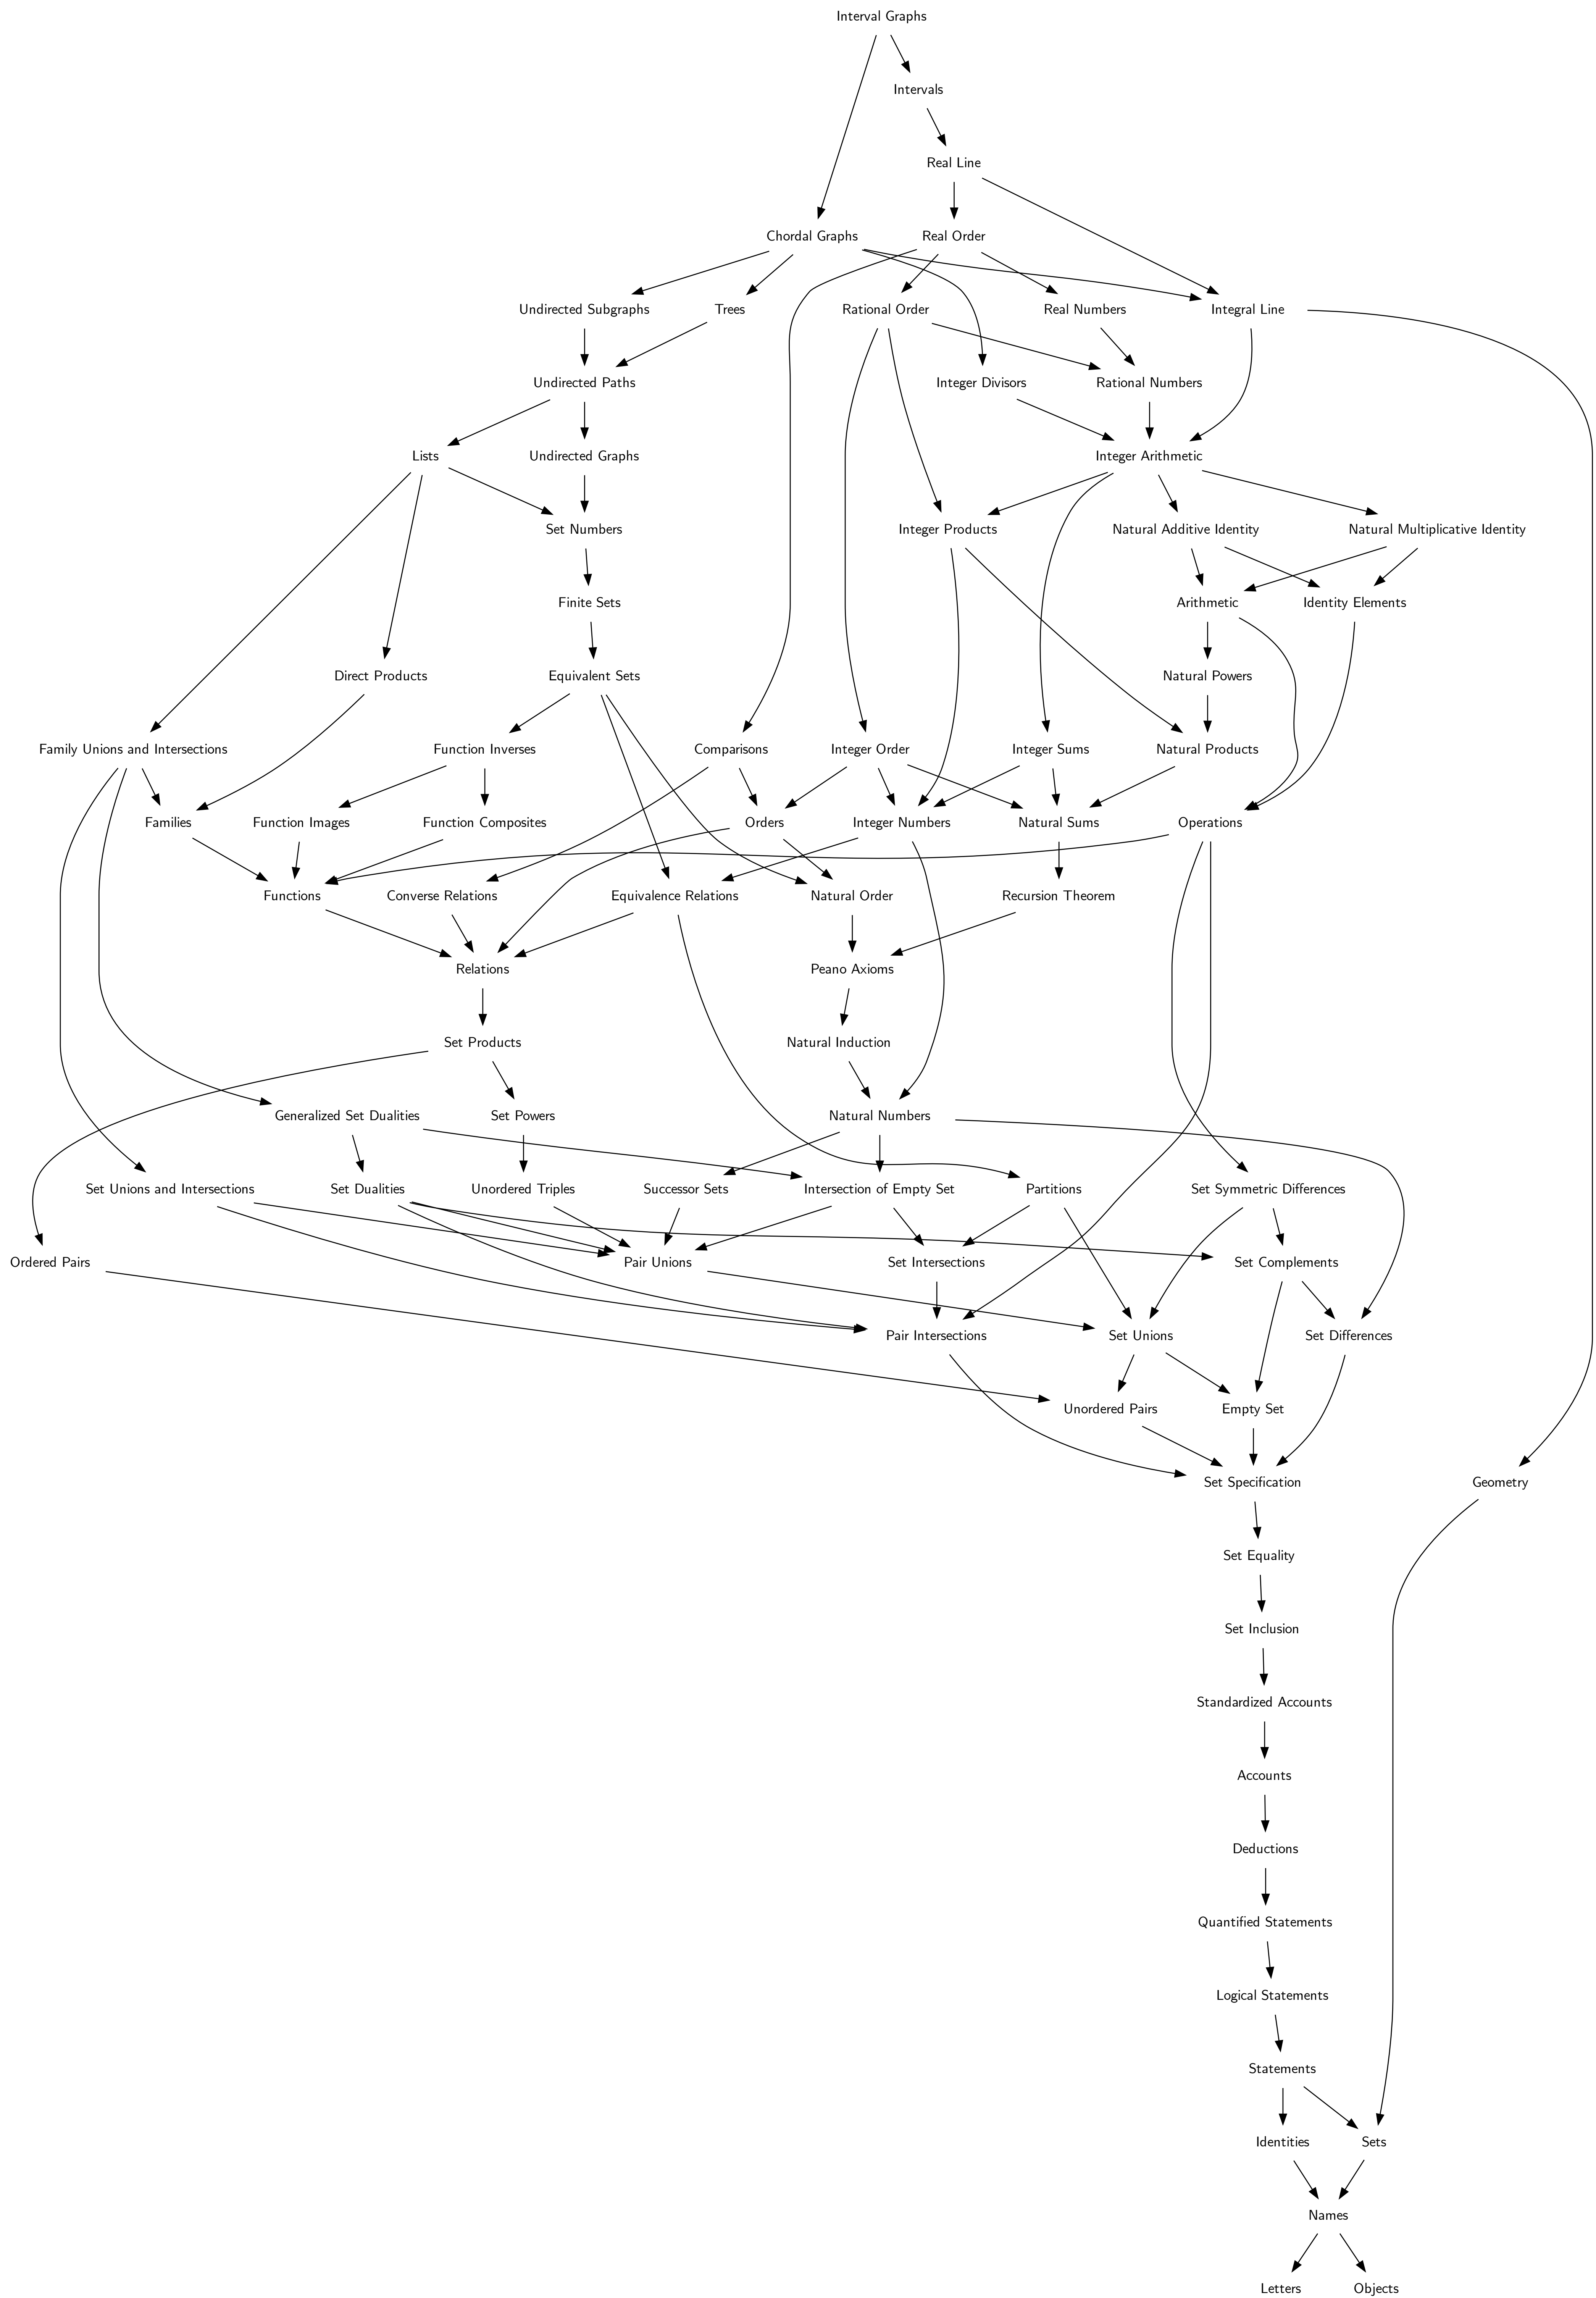 Interval Graphs
Intervals
Real Line
Chordal Graphs
Real Order
Undirected Subgraphs
Trees
Rational Order
Real Numbers
Integral Line
Undirected Paths
Integer Divisors
Rational Numbers
Lists
Undirected Graphs
Integer Arithmetic
Set Numbers
Integer Products
Natural Additive Identity
Natural Multiplicative Identity
Finite Sets
Arithmetic
Identity Elements
Direct Products
Equivalent Sets
Natural Powers
Family Unions and Intersections
Function Inverses
Comparisons
Integer Order
Integer Sums
Natural Products
Families
Function Images
Function Composites
Orders
Integer Numbers
Natural Sums
Operations
Functions
Converse Relations
Equivalence Relations
Natural Order
Recursion Theorem
Relations
Peano Axioms
Set Products
Natural Induction
Generalized Set Dualities
Set Powers
Natural Numbers
Set Unions and Intersections
Set Dualities
Unordered Triples
Successor Sets
Intersection of Empty Set
Partitions
Set Symmetric Differences
Ordered Pairs
Pair Unions
Set Intersections
Set Complements
Pair Intersections
Set Unions
Set Differences
Unordered Pairs
Empty Set
Set Specification
Geometry
Set Equality
Set Inclusion
Standardized Accounts
Accounts
Deductions
Quantified Statements
Logical Statements
Statements
Identities
Sets
Names
Letters
Objects